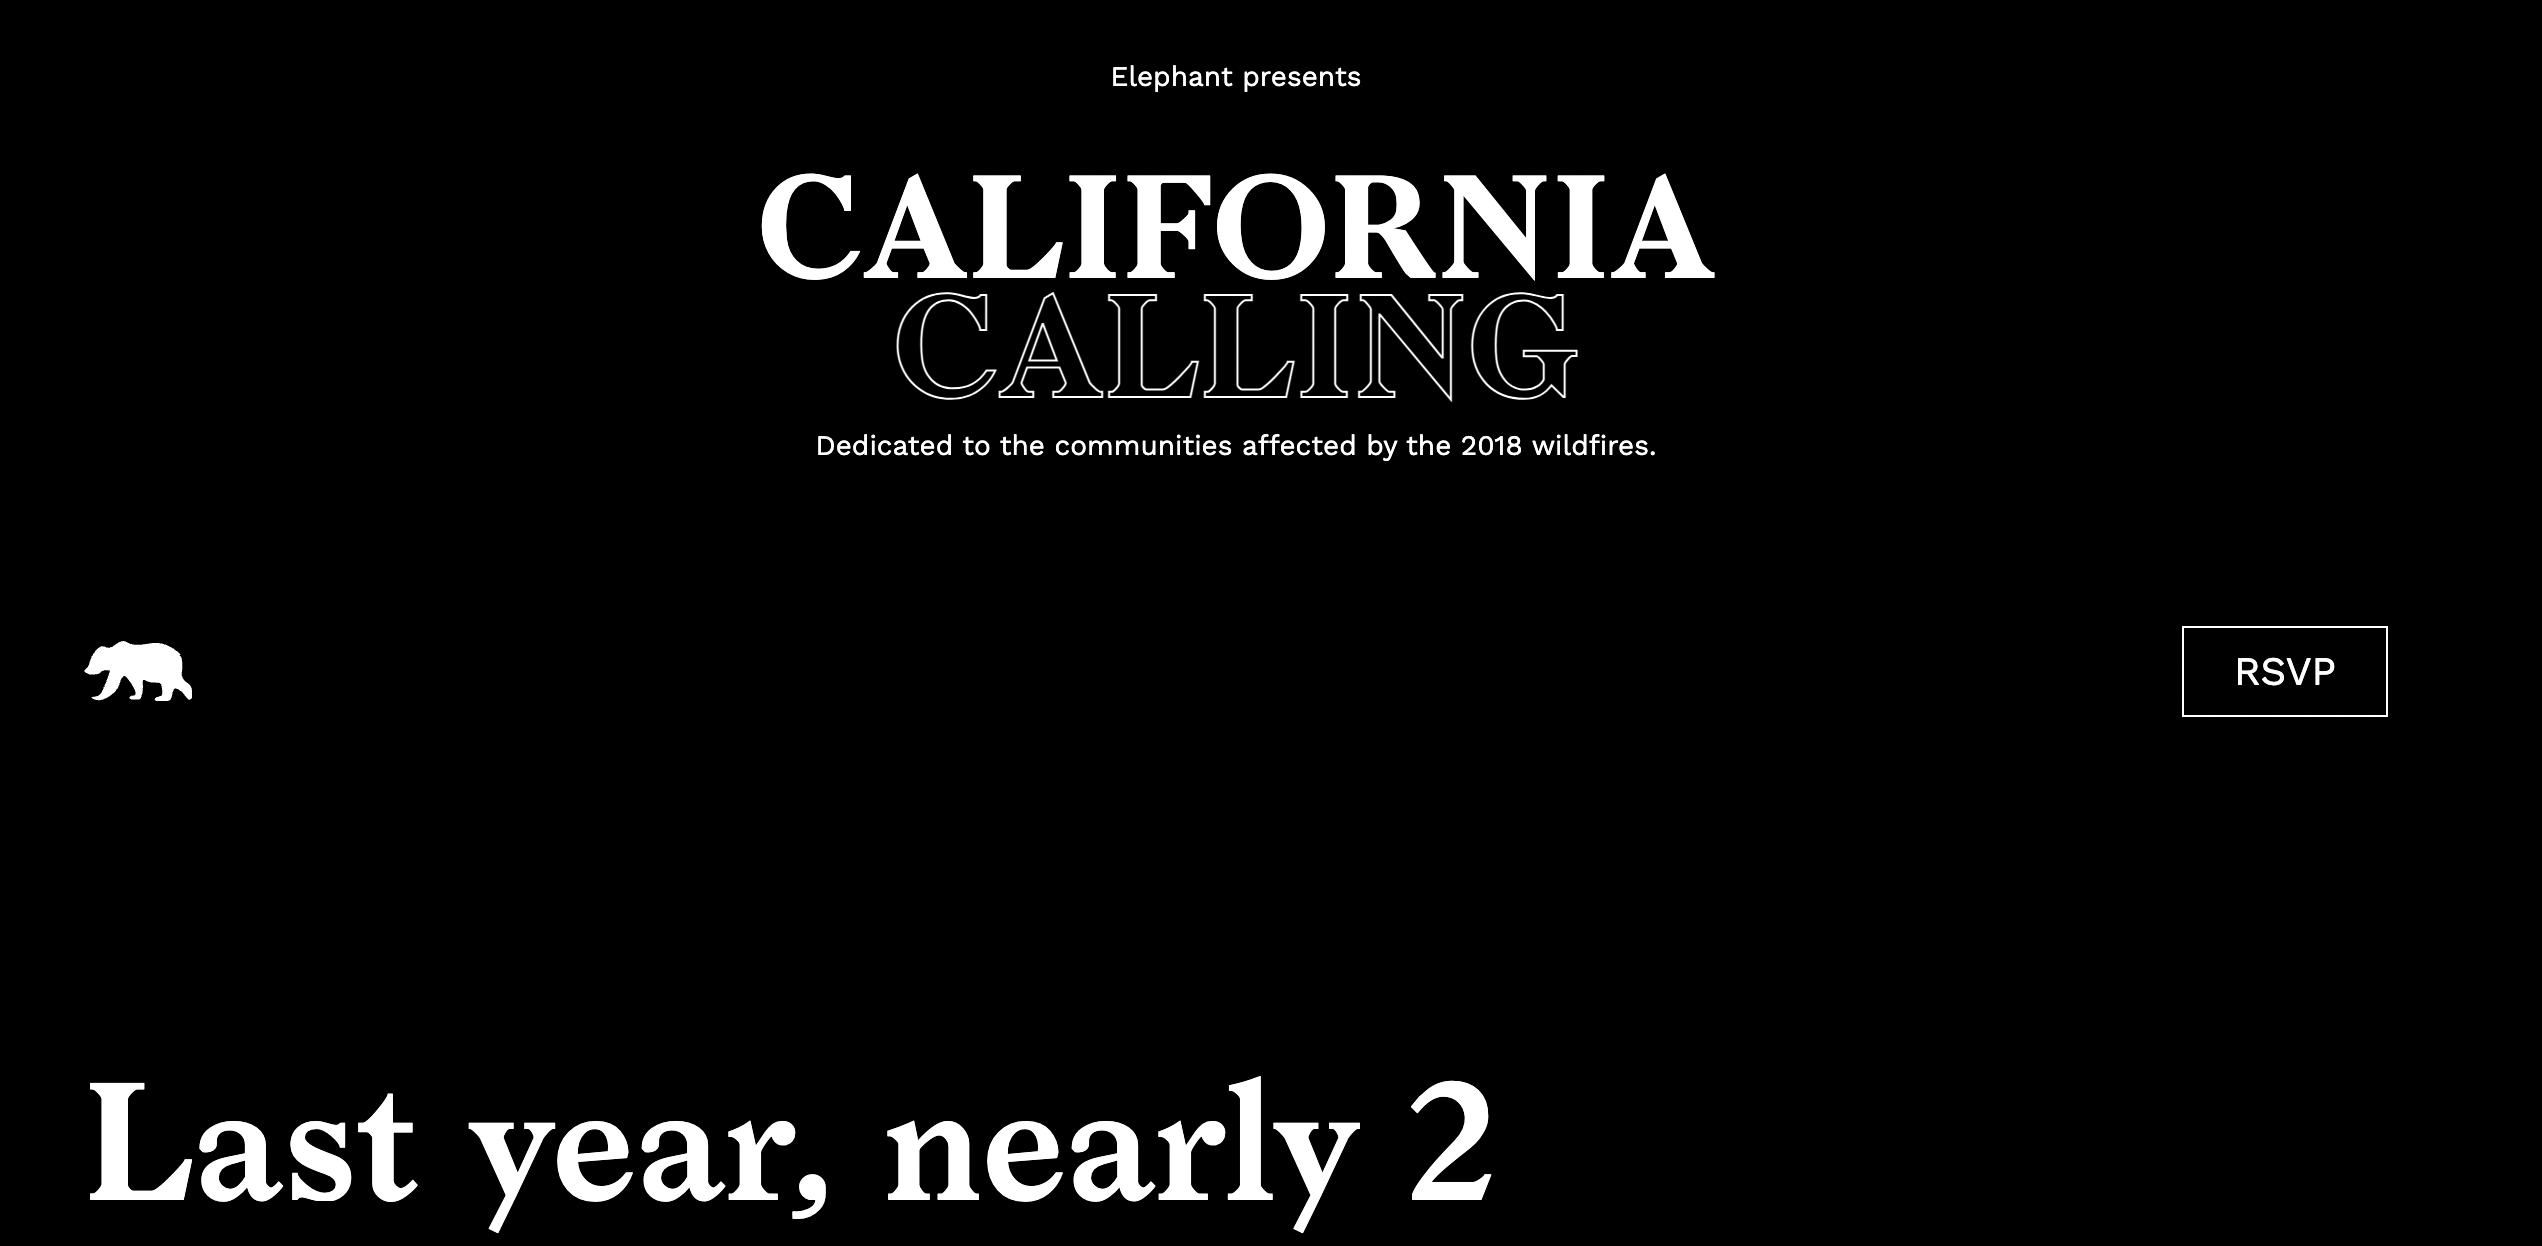 Elephant presents
CALIFORNIA
CALLING
Dedicated to the communities affected by the 2018 wildfires.
RSVP
Last year, nearly 2